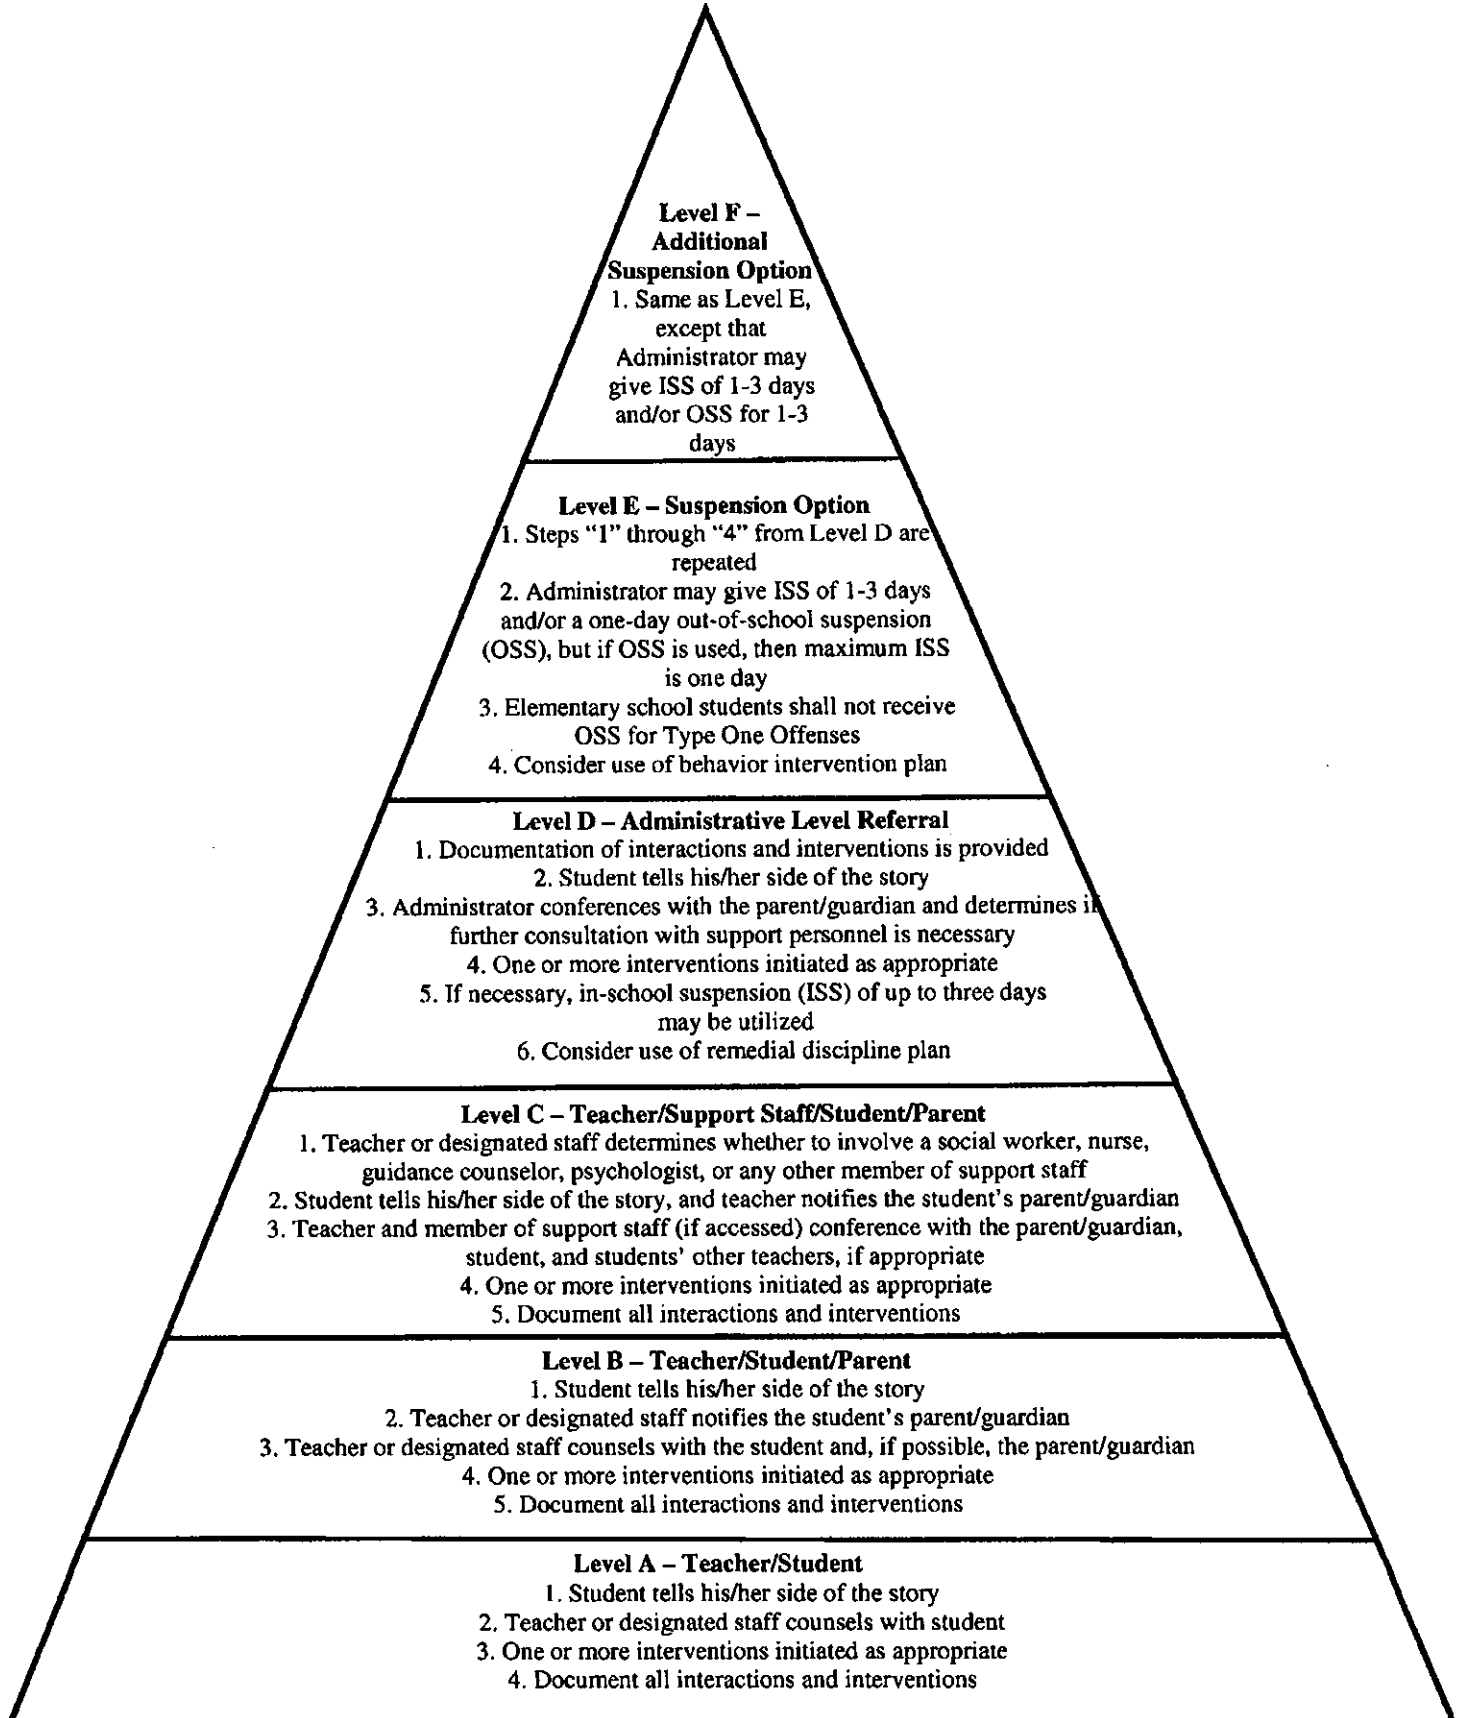 Level F –
Additional
Suspension Option
1. Same as Level E,
except that
Administrator may
give ISS of 1-3 days
and/or OSS for 1-3
days
Level E – Suspension Option
1. Steps “1” through “4” from Level D are
repeated
2. Administrator may give ISS of 1-3 days
and/or a one-day out-of-school suspension
(OSS), but if OSS is used, then maximum ISS
is one day
3. Elementary school students shall not receive
OSS for Type One Offenses
4. Consider use of behavior intervention plan
Level D – Administrative Level Referral
1. Documentation of interactions and interventions is provided
2. Student tells his/her side of the story
3. Administrator conferences with the parent/guardian and determines if
further consultation with support personnel is necessary
4. One or more interventions initiated as appropriate
5. If necessary, in-school suspension (ISS) of up to three days
may be utilized
6. Consider use of remedial discipline plan
Level C – Teacher/Support Staff/Student/Parent
1. Teacher or designated staff determines whether to involve a social worker, nurse,
guidance counselor, psychologist, or any other member of support staff
2. Student tells his/her side of the story, and teacher notifies the student’s parent/guardian
3. Teacher and member of support staff (if accessed) conference with the parent/guardian,
student, and students’ other teachers, if appropriate
4. One or more interventions initiated as appropriate
5. Document all interactions and interventions
Level B – Teacher/Student/Parent
1. Student tells his/her side of the story
2. Teacher or designated staff notifies the student’s parent/guardian
3. Teacher or designated staff counsels with the student and, if possible, the parent/guardian
4. One or more interventions initiated as appropriate
5. Document all interactions and interventions
Level A – Teacher/Student
1. Student tells his/her side of the story
2. Teacher or designated staff counsels with student
3. One or more interventions initiated as appropriate
4. Document all interactions and interventions